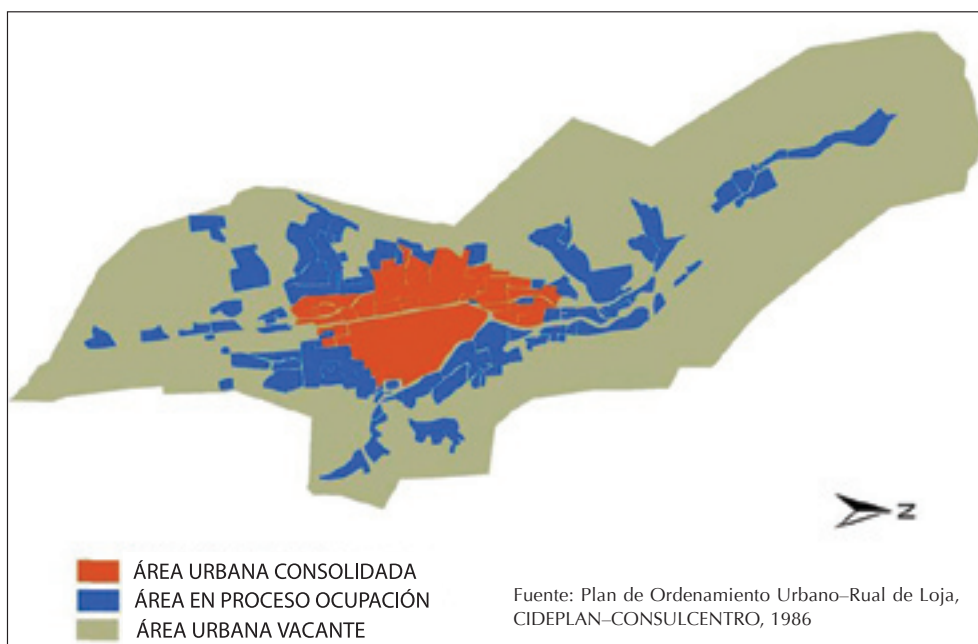 N
ÁREA URBANA CONSOLIDADA
ÁREA EN PROCESO OCUPACIÓN
ÁREA URBANA VACANTE
Fuente: Plan de Ordenamiento Urbano–Rual de Loja,
CIDEPLAN–CONSULCENTRO, 1986